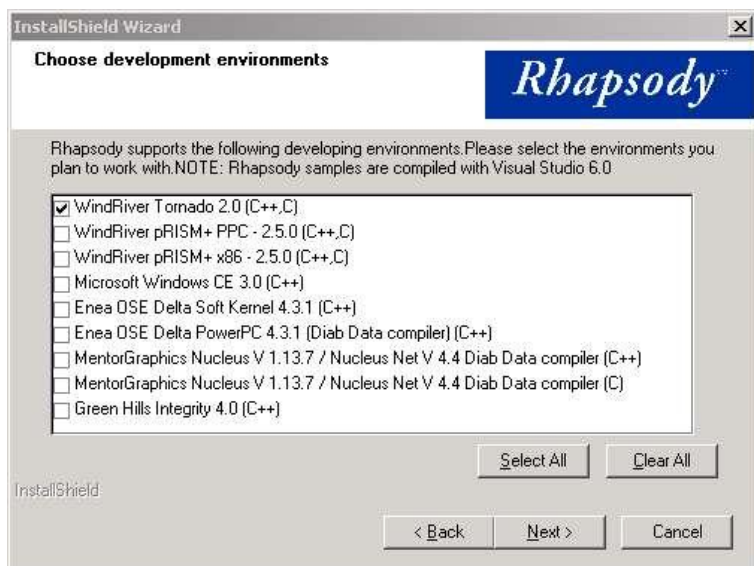 InstallShield Wizard
Choose development environments
Rhapsody™
Rhapsody supports the following developing environments.Please select the environments you
plan to work with.NOTE: Rhapsody samples are compiled with Visual Studio 6.0
WindRiver Tornado 2.0 (C++,C)
WindRiver pRISM+ PPC - 2.5.0 (C++,C)
WindRiver pRISM+ x86 - 2.5.0 (C++,C)
Microsoft Windows CE 3.0 (C++)
Enea OSE Delta Soft Kernel 4.3.1 (C++)
Enea OSE Delta PowerPC 4.3.1 (Diab Data compiler) (C++)
MentorGraphics Nucleus V 1.13.7 / Nucleus Net V 4.4 Diab Data compiler (C++)
MentorGraphics Nucleus V 1.13.7 / Nucleus Net V 4.4 Diab Data compiler (C)
Green Hills Integrity 4.0 (C++)
Select All Clear All
InstallShield
< Back Next > Cancel